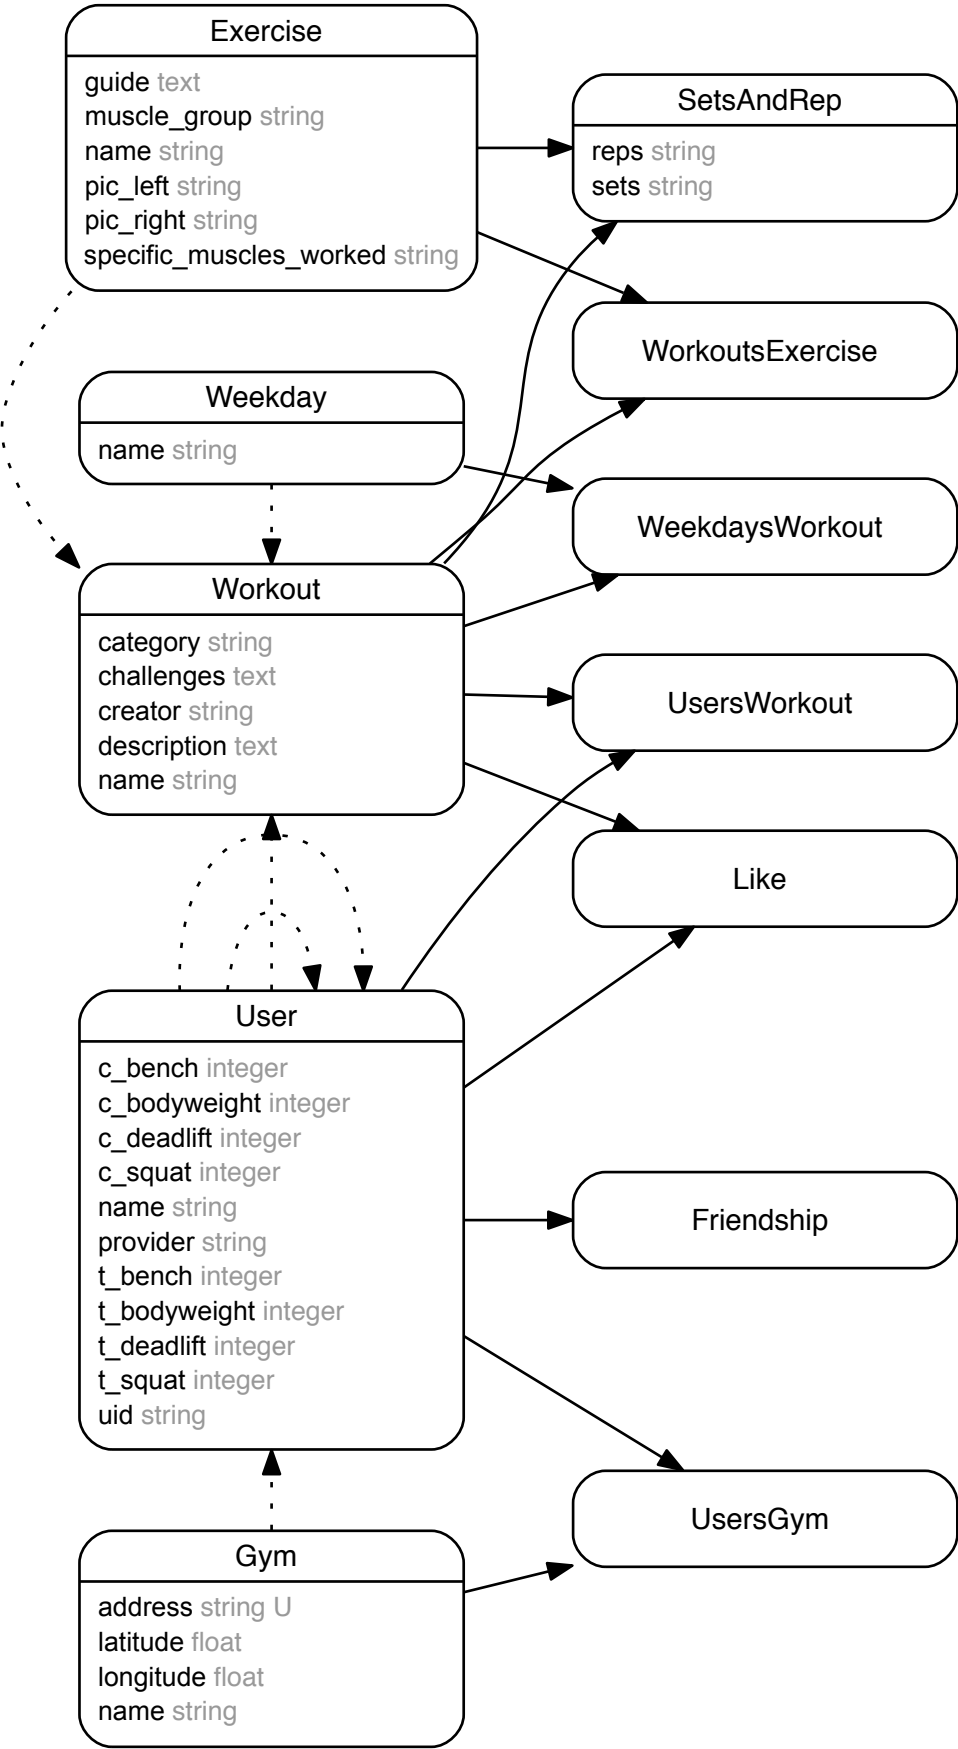 Exercise
guide text
muscle_group string
name string
pic_left string
pic_right string
specific_muscles_worked string
SetsAndRep
reps string
sets string
WorkoutsExercise
Weekday
name string
WeekdaysWorkout
Workout
category string
challenges text
creator string
description text
name string
UsersWorkout
Like
User
c_bench integer
c_bodyweight integer
c_deadlift integer
c_squat integer
name string
provider string
t_bench integer
t_bodyweight integer
t_deadlift integer
t_squat integer
uid string
Friendship
UsersGym
Gym
address string U
latitude float
longitude float
name string